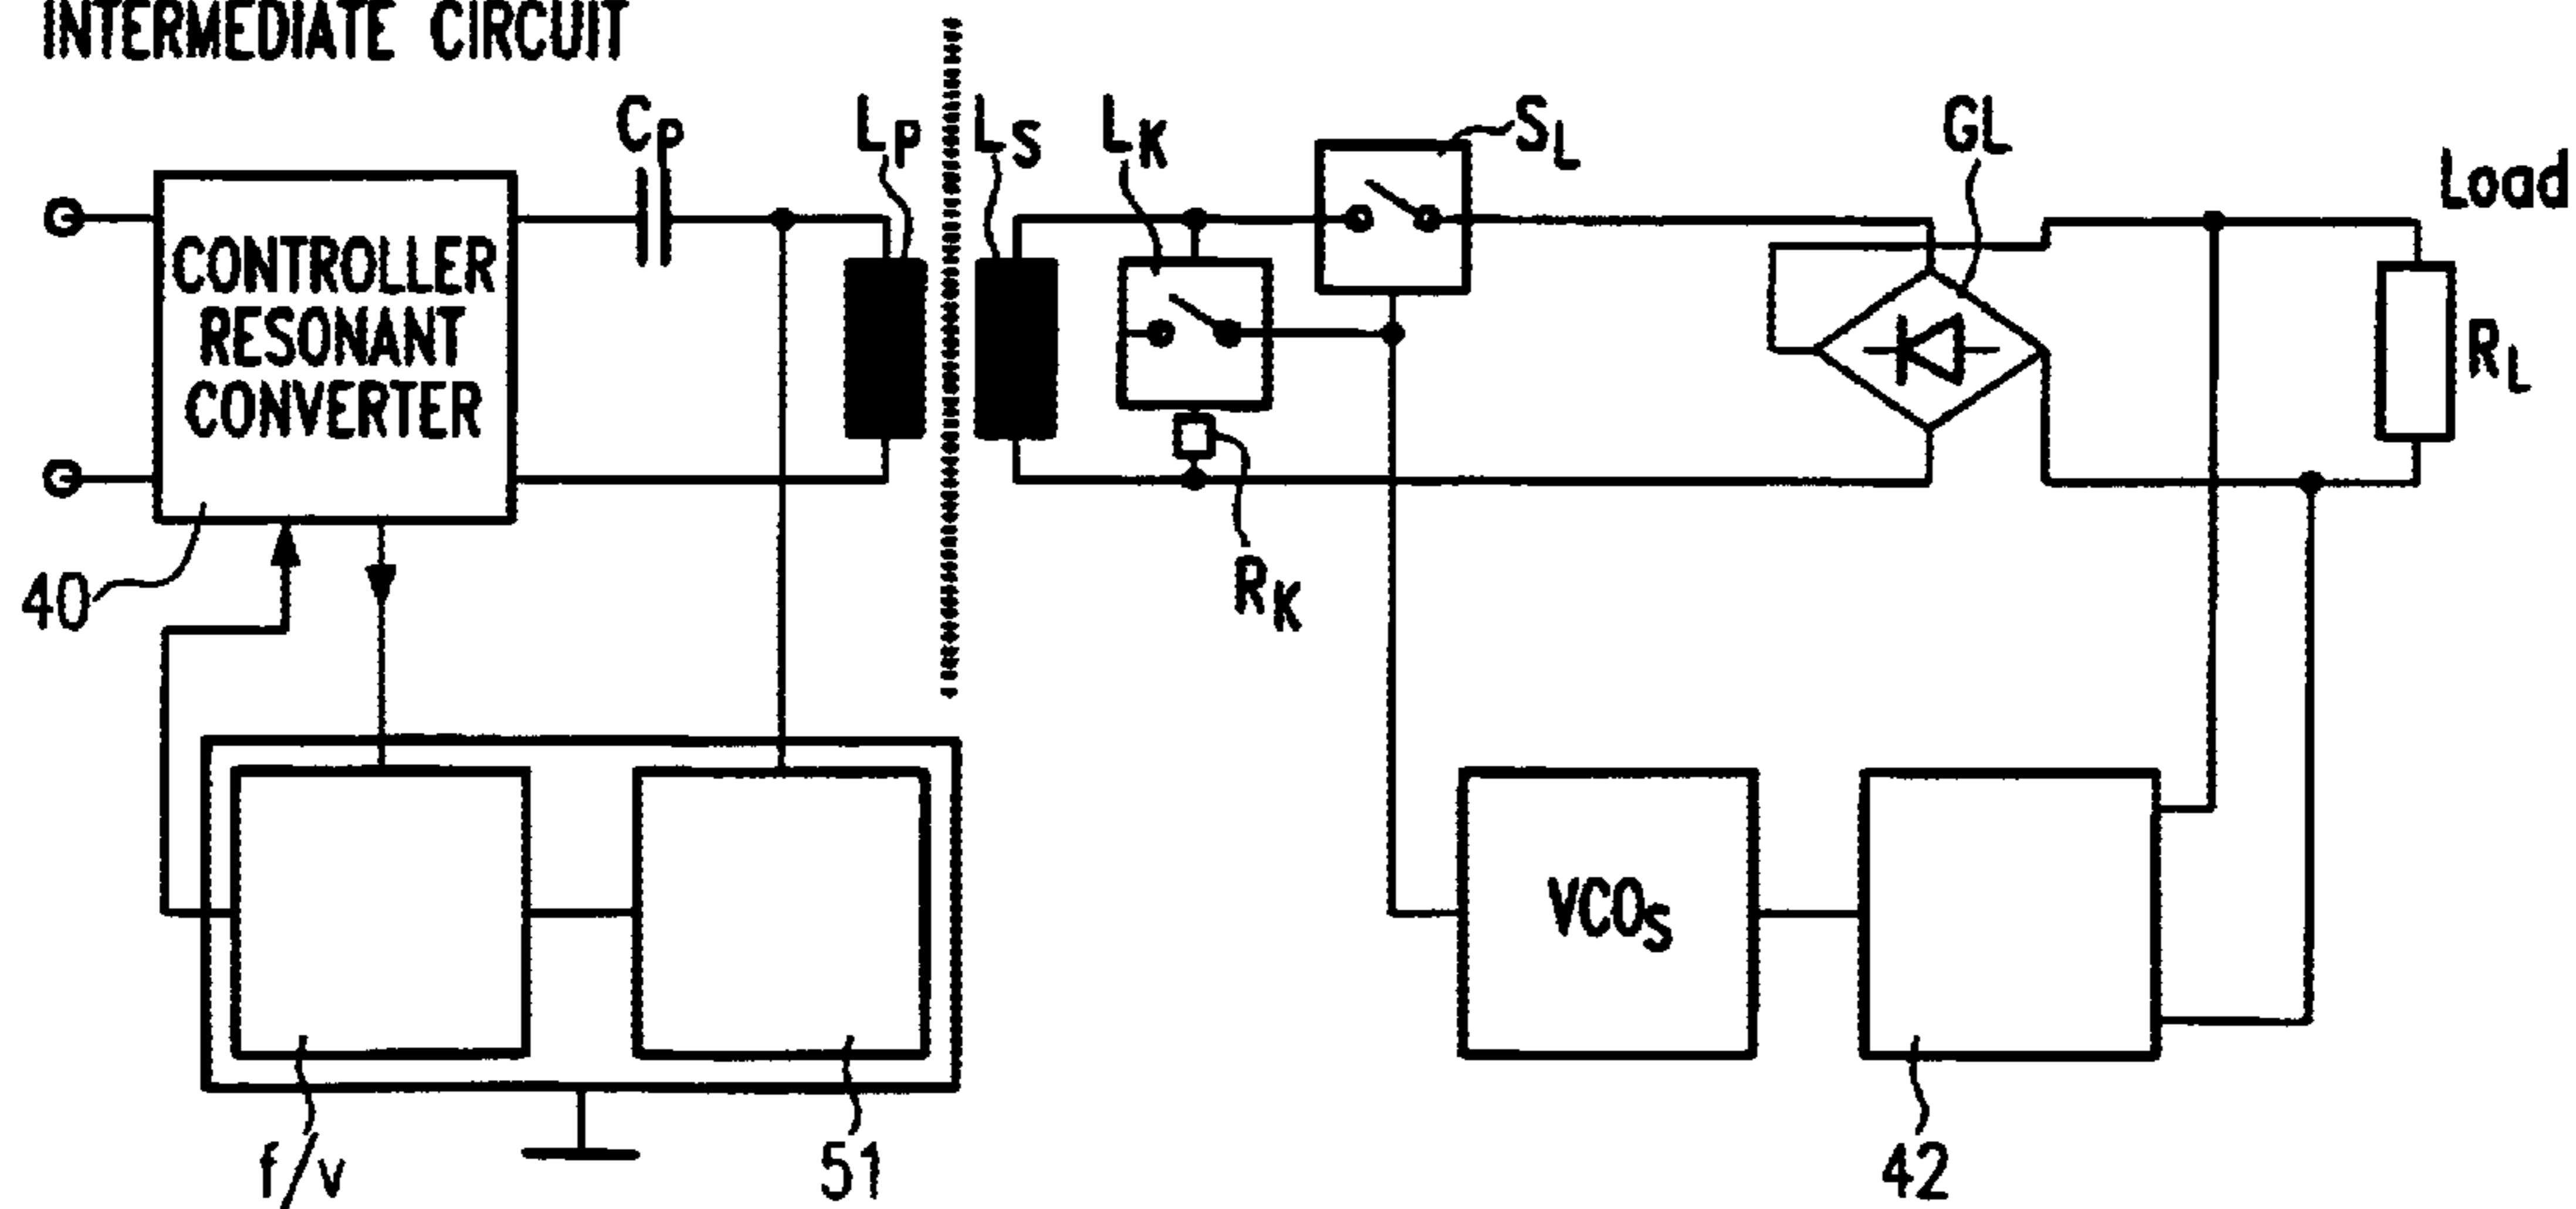 INTERMEDIATE CIRCUIT
CP
LP
LS
LK
SL
GL
Load
CONTROLLER
RESONANT
CONVERTER
RL
40
RK
VCOS
f/v
51
42